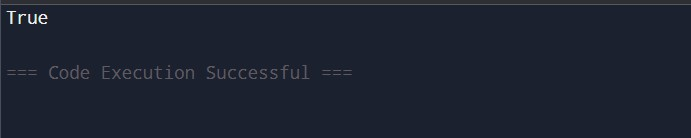 True
=== Code Execution Successful ===